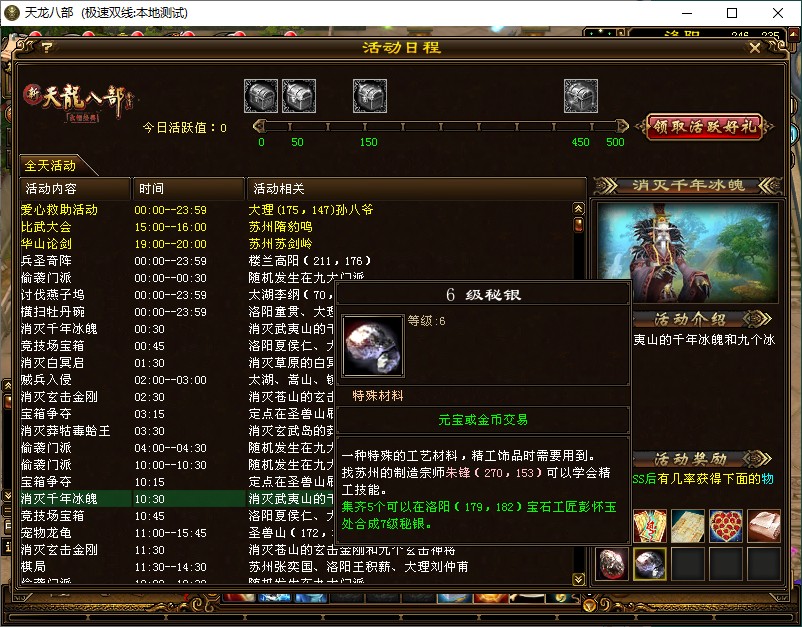 天龙八部 (极速双线:本地测试)
洛阳
246 235
?
活动日程
新天龍八部
今日活跃值：0
0 50 150 450 500
领取活跃好礼
全天活动
活动内容 时间 活动相关
爱心救助活动 00:00--23:59 大理(175，147)孙八爷
比武大会 15:00--16:00 苏州隋豹鸣
华山论剑 19:00--20:00 苏州苏剑岭
兵圣奇阵 00:00--23:59 楼兰高阳（211，176）
偷袭门派 00:00--00:30 随机发生在九大门派
讨伐燕子坞 00:00--23:59 太湖李纲（70，
横扫牡丹碗 00:00--23:59 洛阳童贯、大理
消灭千年冰魄 00:30 消灭武夷山的千
竞技场宝箱 00:45 洛阳夏侯仁、大
消灭白冥启 01:30 消灭草原的白冥
贼兵入侵 02:00--03:00 太湖、嵩山、
消灭玄击金刚 02:30 消灭苍山的玄击
宝箱争夺 03:15 定点在圣兽山刷
消灭莽牯毒蛤王 03:30 消灭玄武岛的莽
偷袭门派 04:00--04:30 随机发生在九大
偷袭门派 10:00--10:30 随机发生在九大
宝箱争夺 10:15 定点在圣兽山刷
消灭千年冰魄 10:30 消灭武夷山的千
竞技场宝箱 10:45 洛阳夏侯仁、大
宠物龙龟 11:00--15:45 圣兽山（172，
消灭玄击金刚 11:30 消灭苍山的玄击金刚和九个玄击神将
棋局 11:30--14:30 苏州张奕国、洛阳王积薪、大理刘仲甫
偷袭门派 随机发生在九大门派
消灭千年冰魄
活动介绍
夷山的千年冰魄和九个冰
活动奖励
SS后有几率获得下面的物
6 级秘银
等级:6
特殊材料
元宝或金币交易
一种特殊的工艺材料，精工饰品时需要用到。
找苏州的制造宗师朱锋（270，153）可以学会精
工技能。
集齐5个可以在洛阳（179，182）宝石工匠彭怀玉
处合成7级秘银。